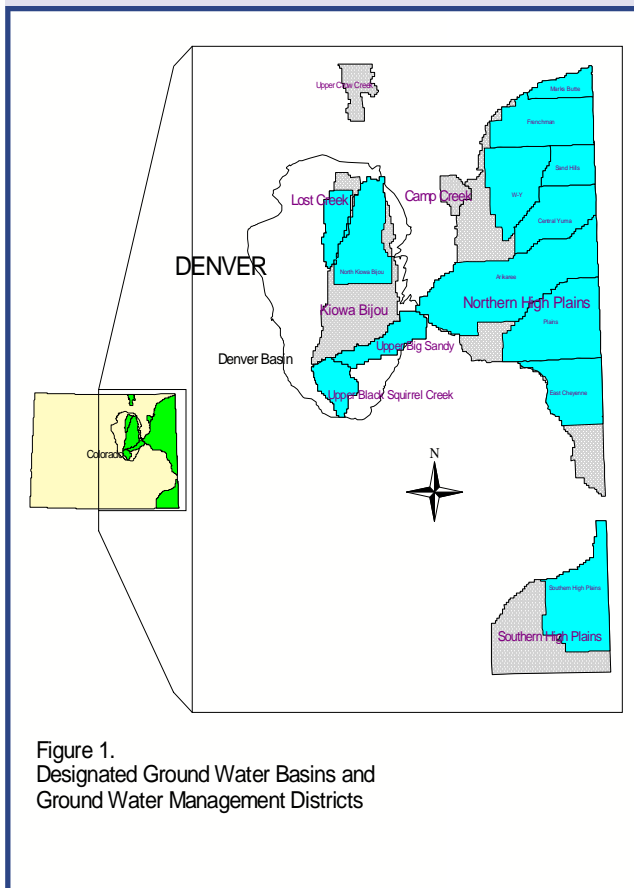 Upper Crow Creek
Marks Butte
Frenchman
Sand Hills
W-Y
Camp Creek
Lost Creek
Central Yuma
DENVER
North Kiowa Bijou
Arikaree
Northern High Plains
Kiowa Bijou
Plains
Upper Big Sandy
Denver Basin
East Cheyenne
Upper Black Squirrel Creek
Colorado
N
Southern High Plains
Southern High Plains
Figure 1.
Designated Ground Water Basins and
Ground Water Management Districts